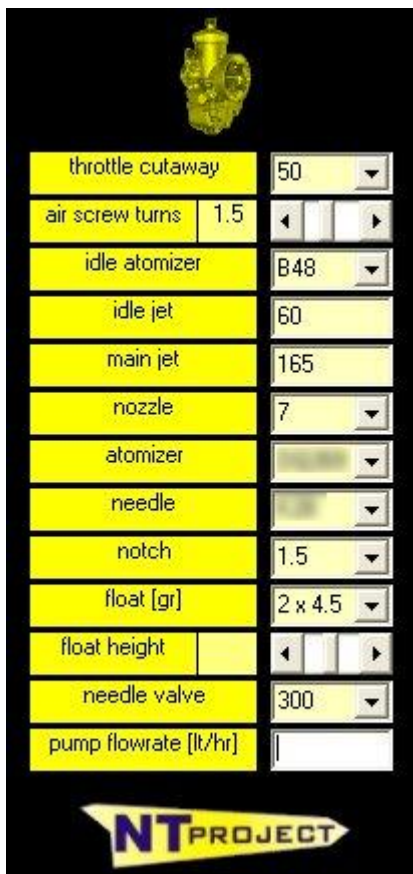 throttle cutaway 50
air screw turns 1.5
idle atomizer B48
idle jet 60
main jet 165
nozzle 7
atomizer
needle
notch 1.5
float [gr] 2 x 4.5
float height
needle valve 300
pump flowrate [lt/hr]
NTPROJECT